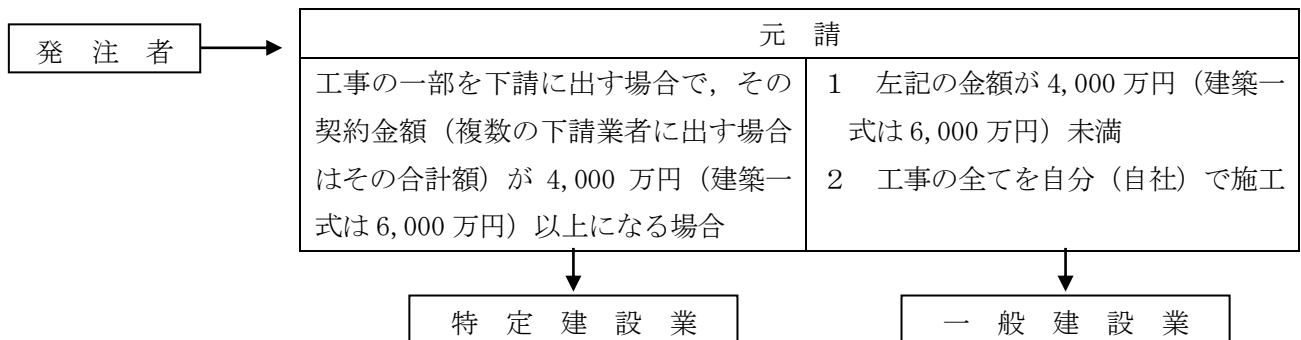 発 注 者
元 請
工事の一部を下請に出す場合で，その
契約金額（複数の下請業者に出す場合
はその合計額）が 4,000 万円（建築一
式は 6,000 万円）以上になる場合
1 左記の金額が 4,000 万円（建築一
式は 6,000 万円）未満
2 工事の全てを自分（自社）で施工
特 定 建 設 業
一 般 建 設 業